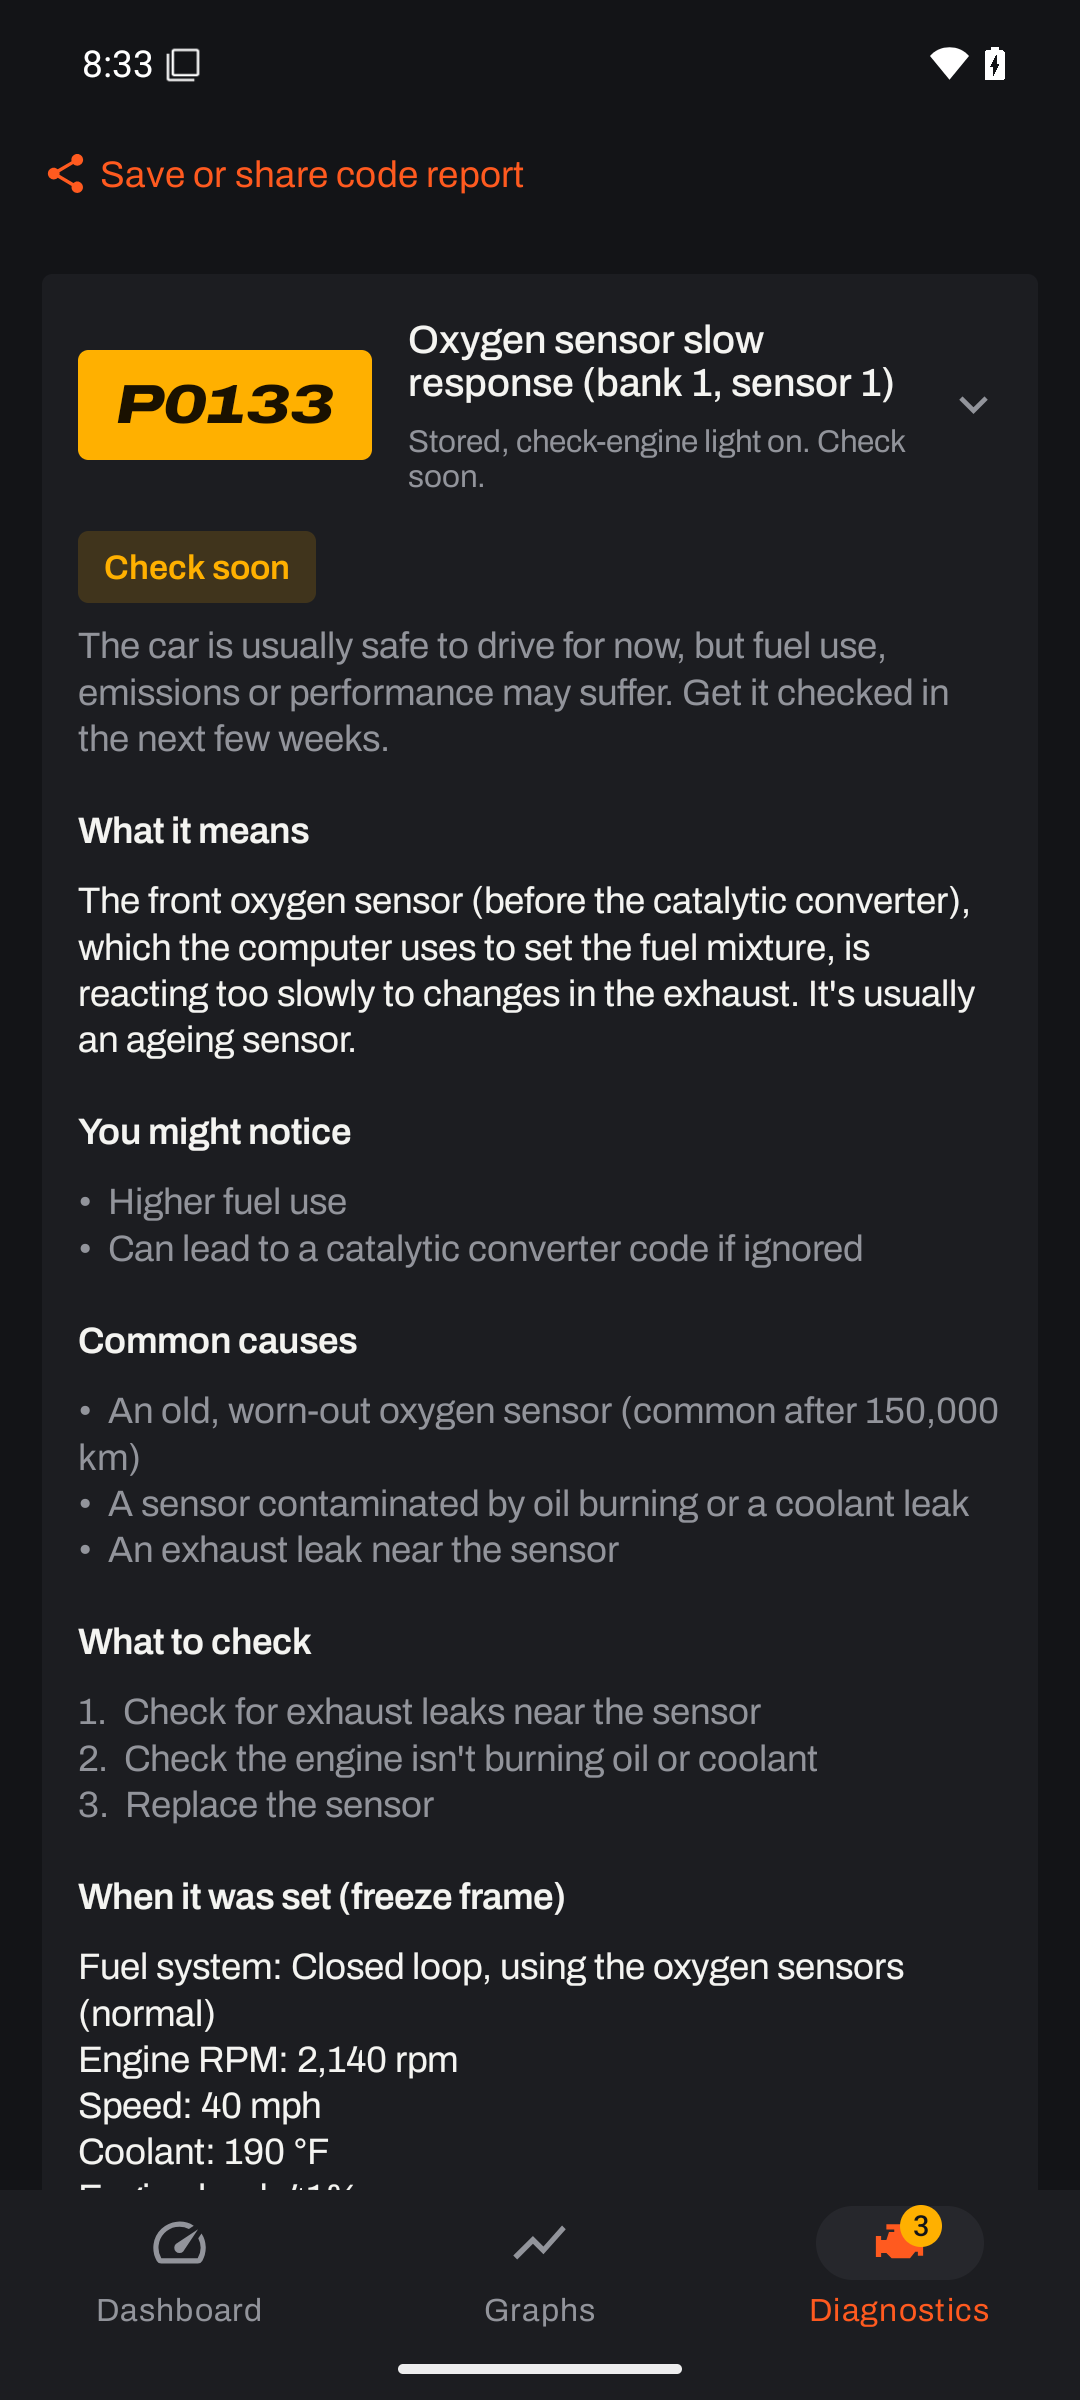 8:33
Save or share code report
P0133
Oxygen sensor slow
response (bank 1, sensor 1)
Stored, check-engine light on. Check
soon.
Check soon
The car is usually safe to drive for now, but fuel use,
emissions or performance may suffer. Get it checked in
the next few weeks.
What it means
The front oxygen sensor (before the catalytic converter),
which the computer uses to set the fuel mixture, is
reacting too slowly to changes in the exhaust. It's usually
an ageing sensor.
You might notice
• Higher fuel use
• Can lead to a catalytic converter code if ignored
Common causes
• An old, worn-out oxygen sensor (common after 150,000
km)
• A sensor contaminated by oil burning or a coolant leak
• An exhaust leak near the sensor
What to check
1. Check for exhaust leaks near the sensor
2. Check the engine isn't burning oil or coolant
3. Replace the sensor
When it was set (freeze frame)
Fuel system: Closed loop, using the oxygen sensors
(normal)
Engine RPM: 2,140 rpm
Speed: 40 mph
Coolant: 190 °F
3
Dashboard
Graphs
Diagnostics